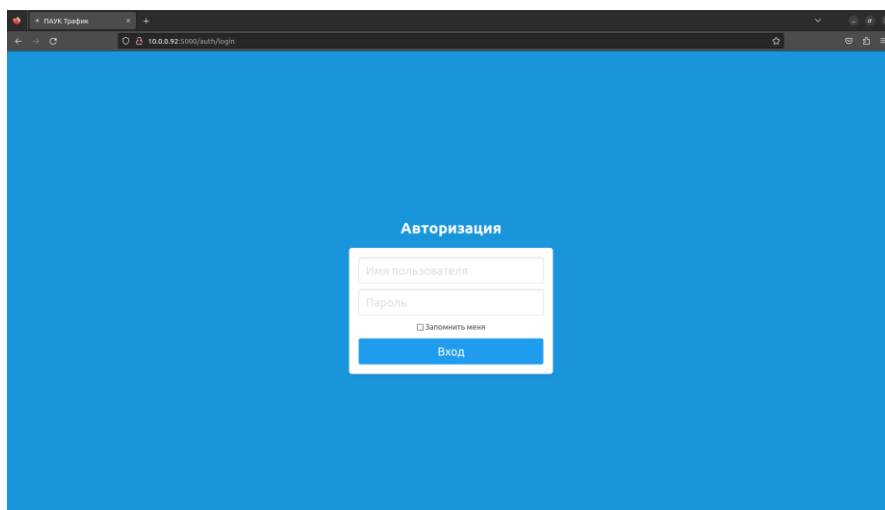 ПАУК Трафик
10.0.0.92:5000/auth/login
Авторизация
Имя пользователя
Пароль
Запомнить меня
Вход